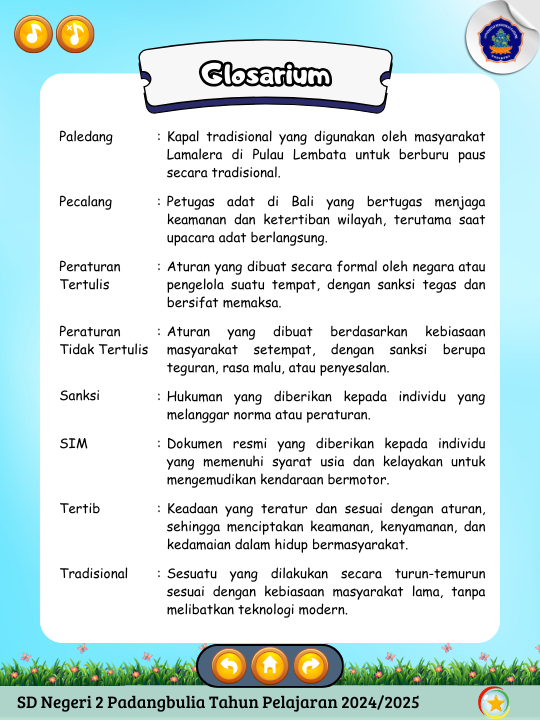 Glosarium
Paledang : Kapal tradisional yang digunakan oleh masyarakat
Lamalera di Pulau Lembata untuk berburu paus
secara tradisional.
Pecalang : Petugas adat di Bali yang bertugas menjaga
keamanan dan ketertiban wilayah, terutama saat
upacara adat berlangsung.
Peraturan : Aturan yang dibuat secara formal oleh negara atau
Tertulis pengelola suatu tempat, dengan sanksi tegas dan
bersifat memaksa.
Peraturan : Aturan yang dibuat berdasarkan kebiasaan
Tidak Tertulis masyarakat setempat, dengan sanksi berupa
teguran, rasa malu, atau penyesalan.
Sanksi : Hukuman yang diberikan kepada individu yang
melanggar norma atau peraturan.
SIM : Dokumen resmi yang diberikan kepada individu
yang memenuhi syarat usia dan kelayakan untuk
mengemudikan kendaraan bermotor.
Tertib : Keadaan yang teratur dan sesuai dengan aturan,
sehingga menciptakan keamanan, kenyamanan, dan
kedamaian dalam hidup bermasyarakat.
Tradisional : Sesuatu yang dilakukan secara turun-temurun
sesuai dengan kebiasaan masyarakat lama, tanpa
melibatkan teknologi modern.
SD Negeri 2 Padangbulia Tahun Pelajaran 2024/2025